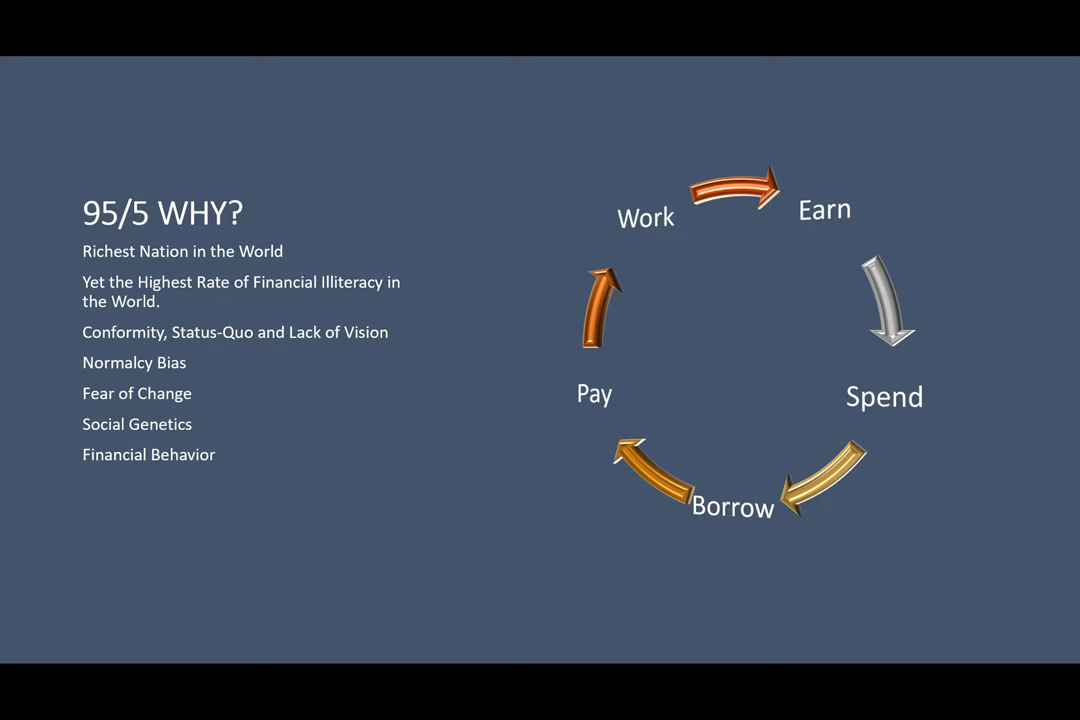 95/5 WHY?
Richest Nation in the World
Yet the Highest Rate of Financial Illiteracy in
the World.
Conformity, Status-Quo and Lack of Vision
Normalcy Bias
Fear of Change
Social Genetics
Financial Behavior
Work
Earn
Spend
Borrow
Pay